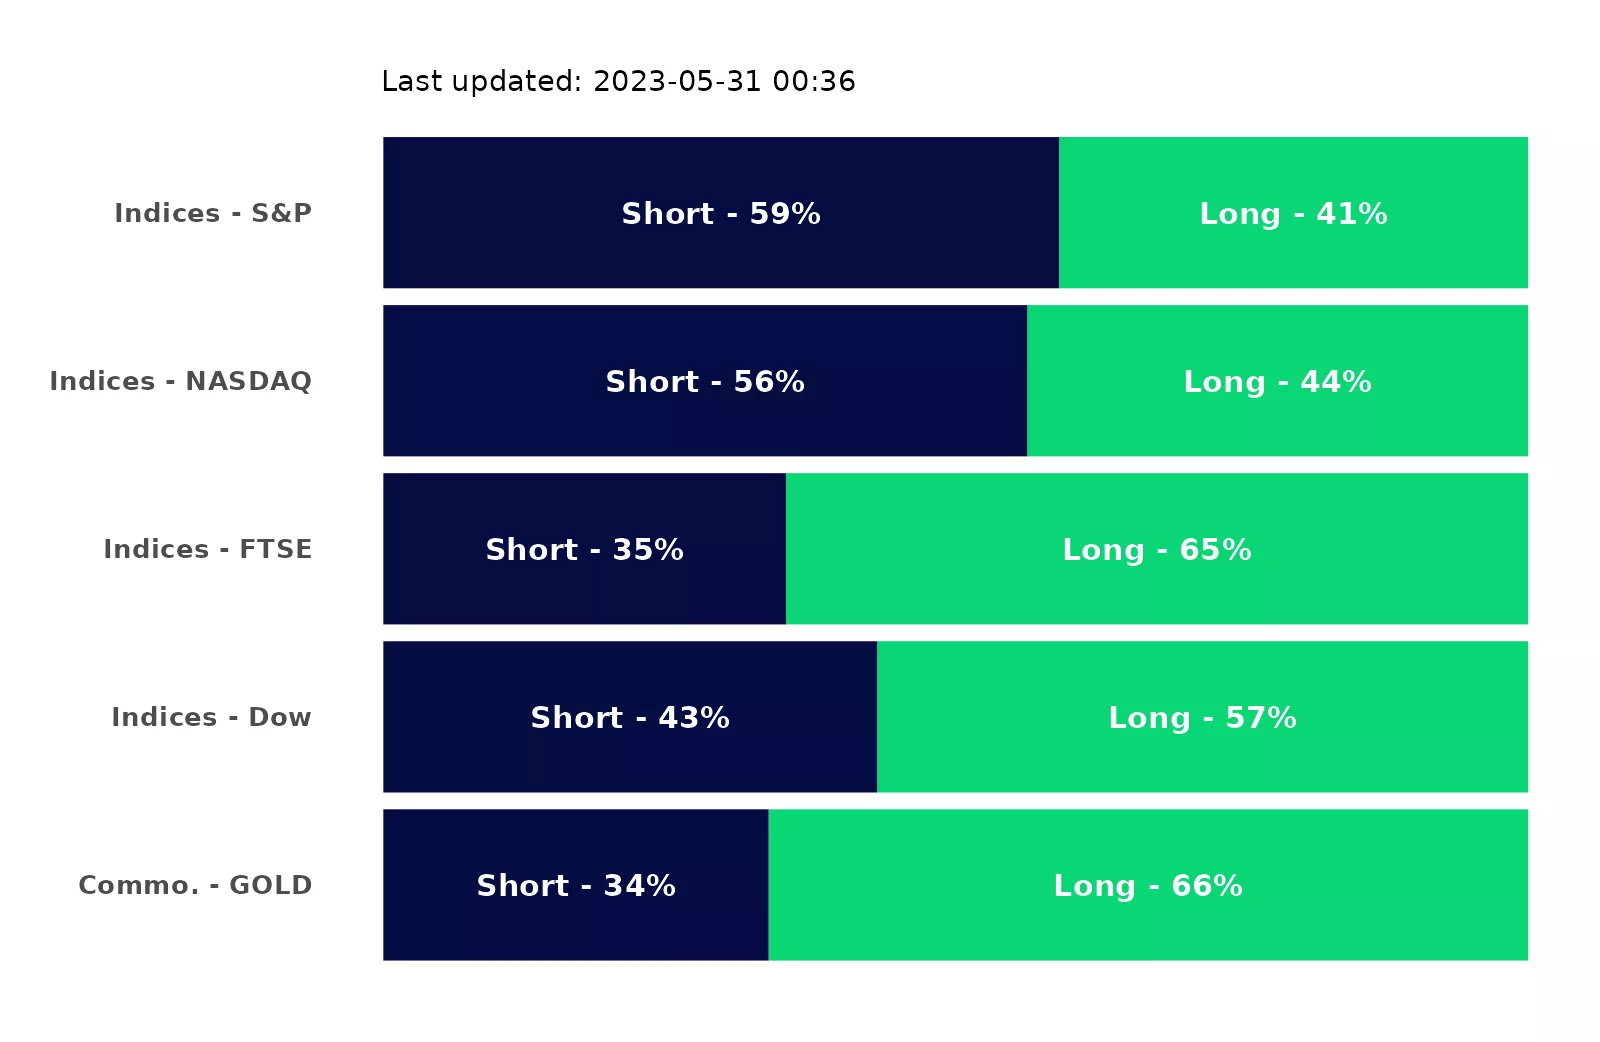 Last updated: 2023-05-31 00:36
Indices - S&P Short - 59% Long - 41%
Indices - NASDAQ Short - 56% Long - 44%
Indices - FTSE Short - 35% Long - 65%
Indices - Dow Short - 43% Long - 57%
Commo. - GOLD Short - 34% Long - 66%